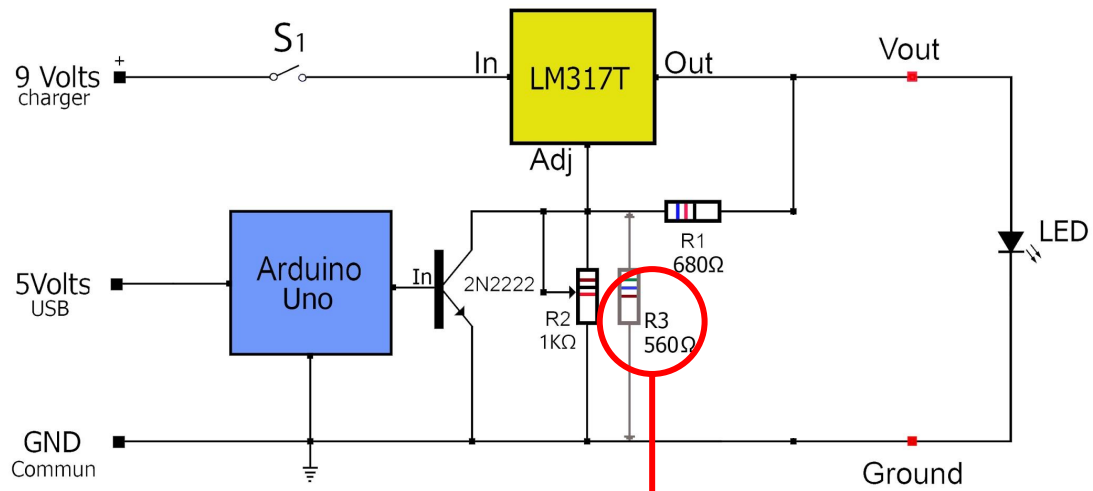 S1
+
9 Volts
charger
In
LM317T
Out
Vout
Adj
R1
680Ω
LED
5Volts
USB
Arduino
Uno
In
2N2222
R2
1KΩ
R3
560Ω
GND
Commun
Ground